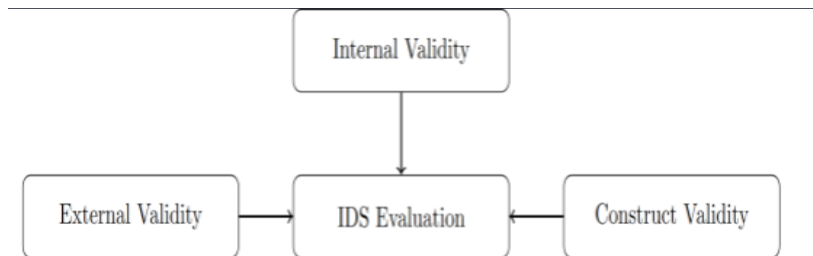 Internal Validity
External Validity
IDS Evaluation
Construct Validity